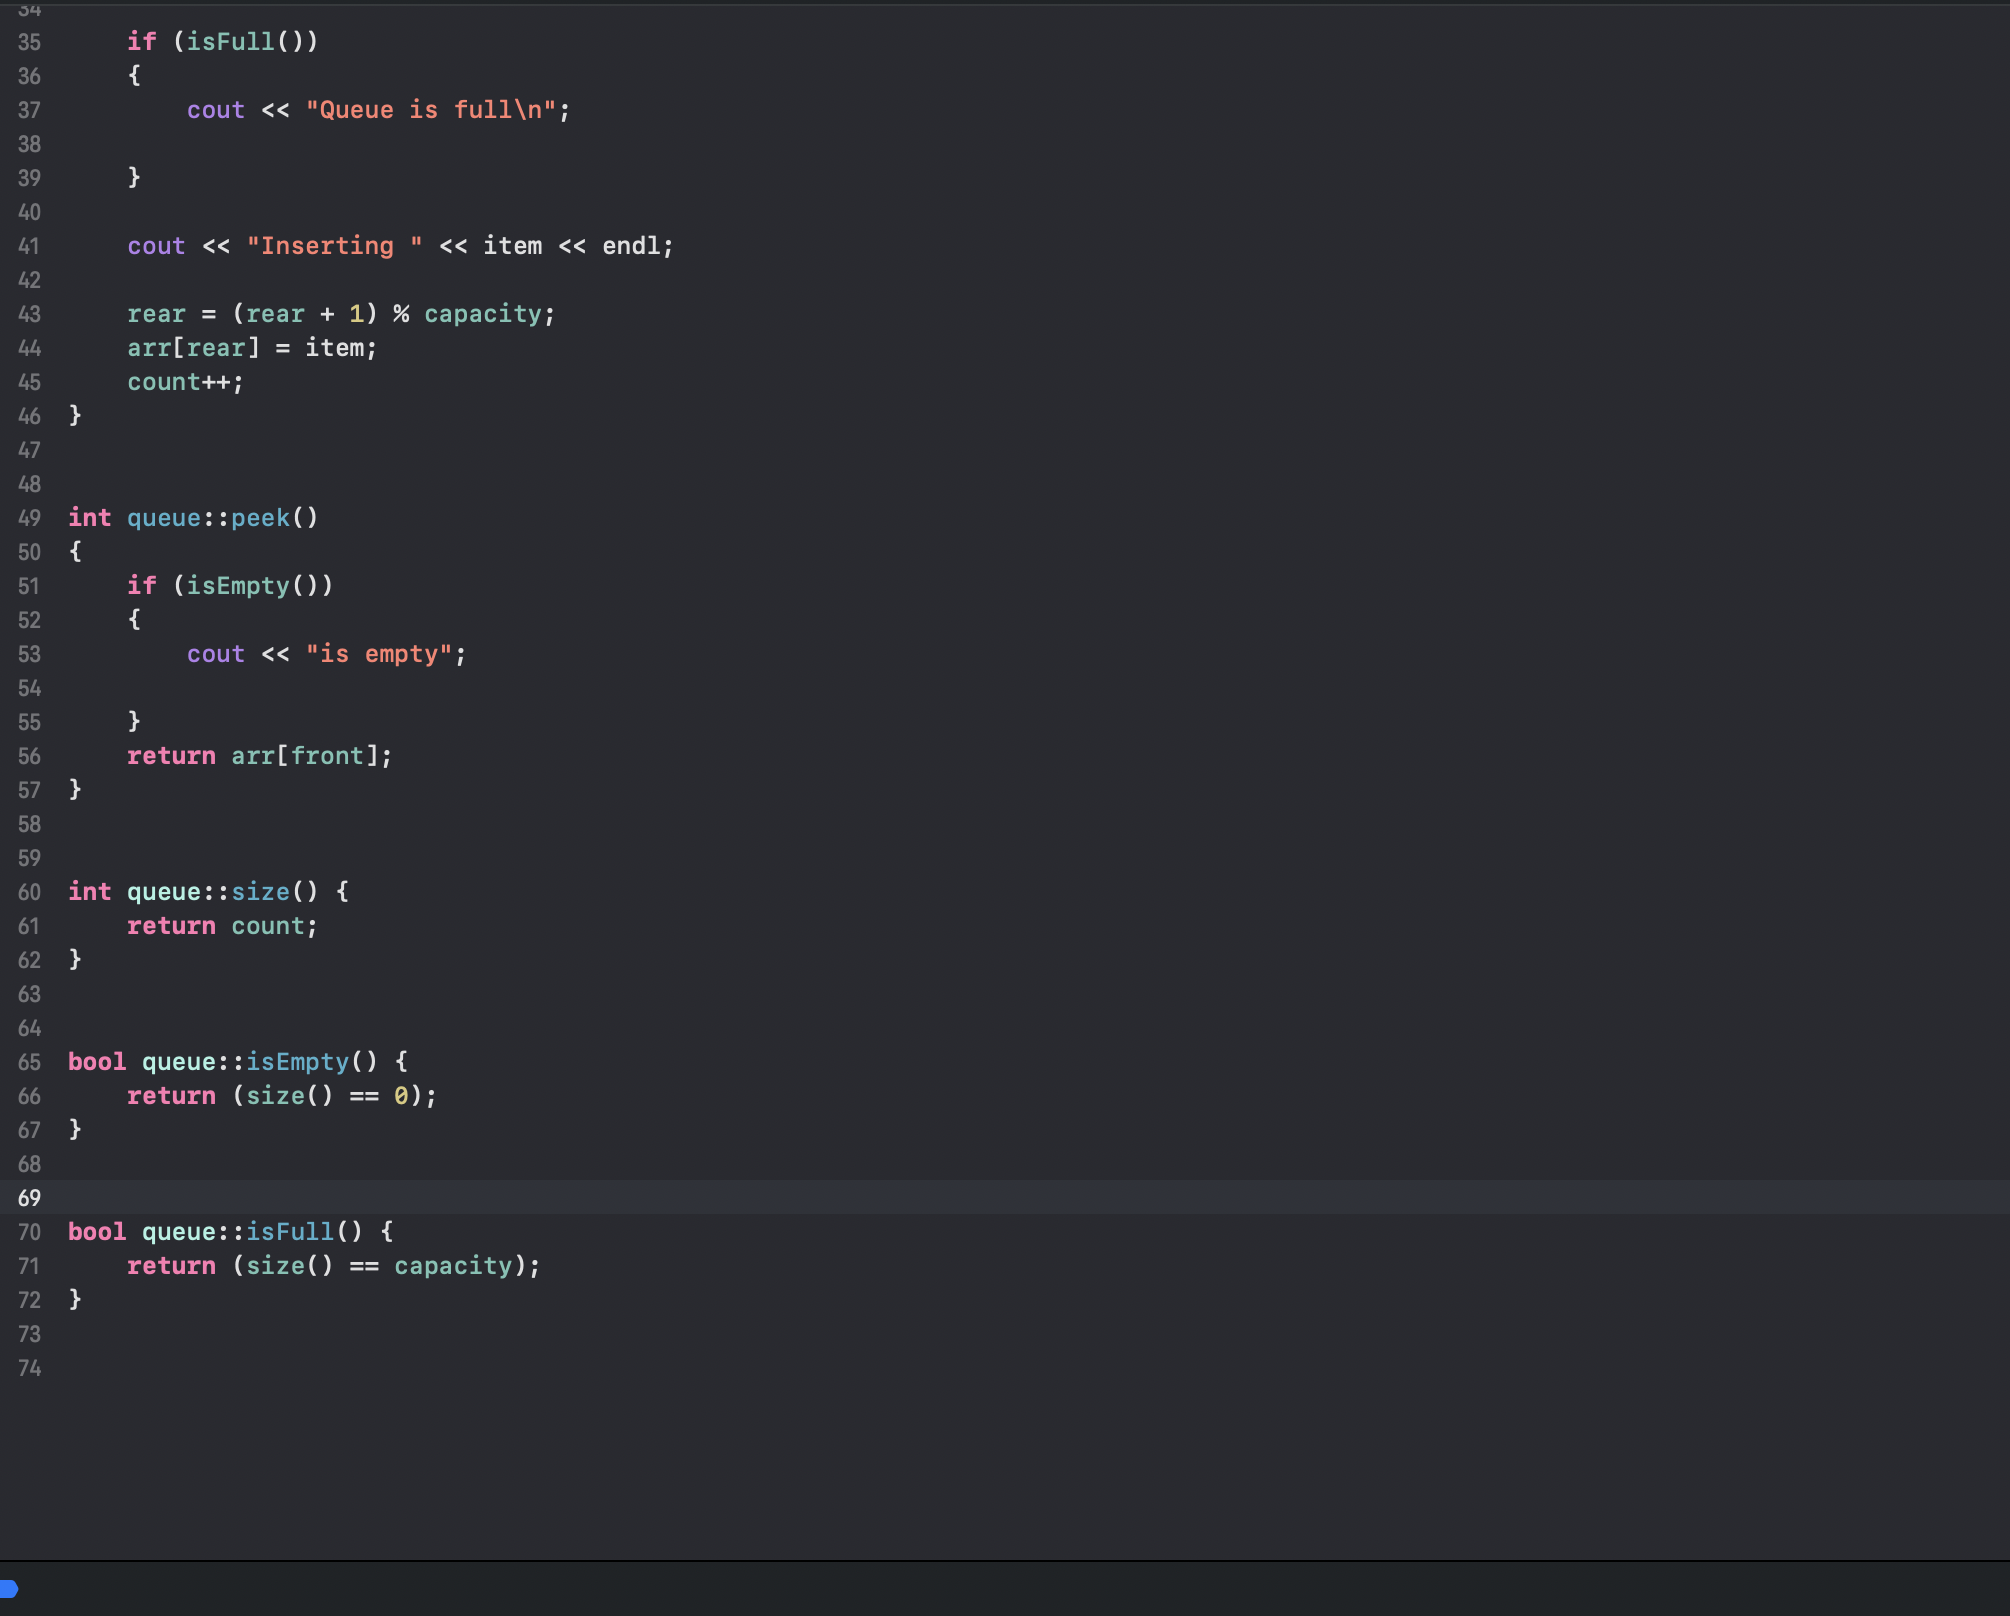 34
35     if (isFull())
36     {
37         cout << "Queue is full\n";
38
39     }
40
41     cout << "Inserting " << item << endl;
42
43     rear = (rear + 1) % capacity;
44     arr[rear] = item;
45     count++;
46 }
47
48
49 int queue::peek()
50 {
51     if (isEmpty())
52     {
53         cout << "is empty";
54
55     }
56     return arr[front];
57 }
58
59
60 int queue::size() {
61     return count;
62 }
63
64
65 bool queue::isEmpty() {
66     return (size() == 0);
67 }
68
69
70 bool queue::isFull() {
71     return (size() == capacity);
72 }
73
74